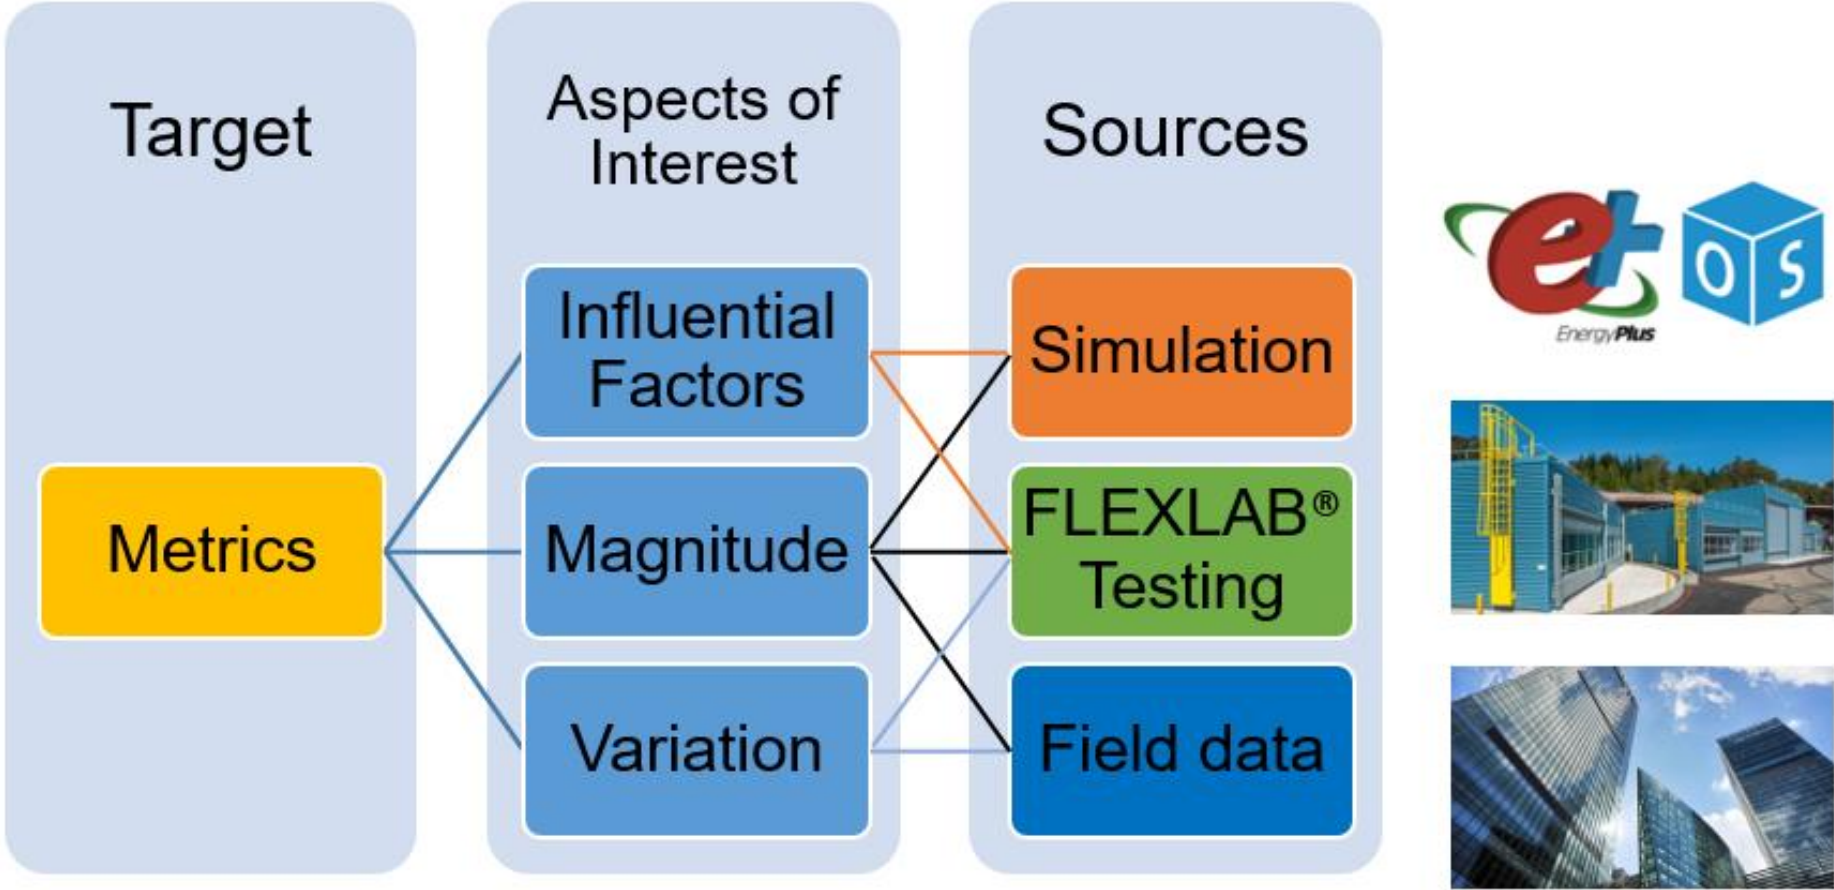 Target
Aspects of
Interest
Sources
Influential
Factors
Simulation
Metrics
Magnitude
FLEXLAB®
Testing
Variation
Field data
e+
EnergyPlus
O S